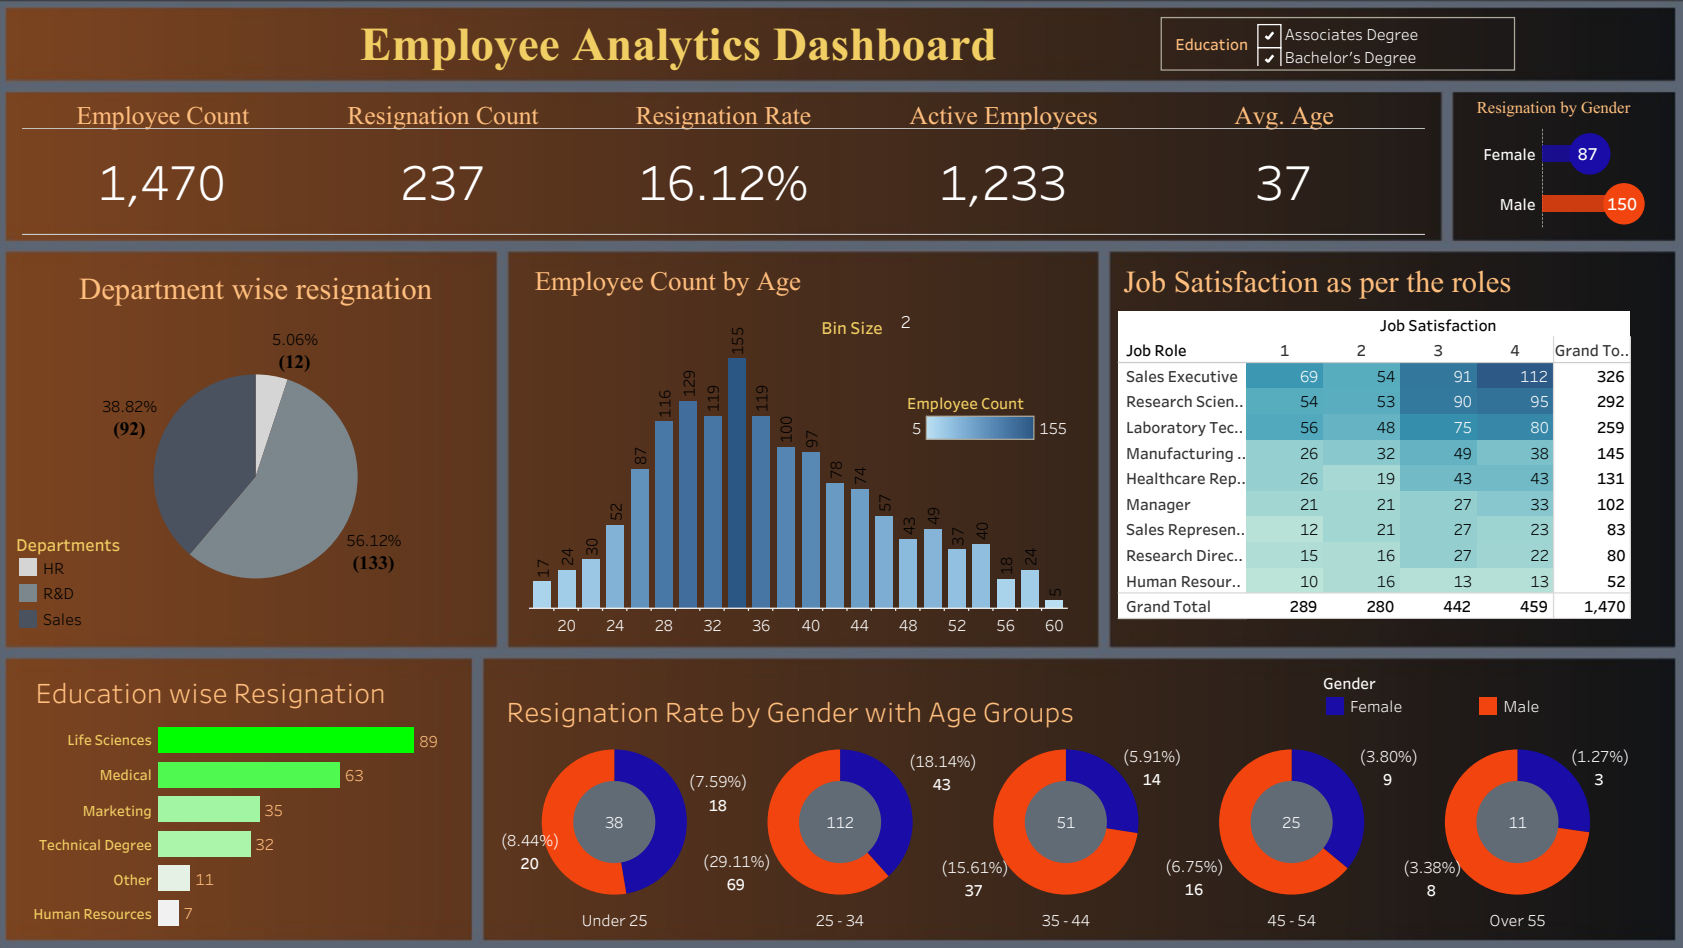 Employee Analytics Dashboard
Education
Associates Degree
Bachelor's Degree
Employee Count
Resignation Count
Resignation Rate
Active Employees
Avg. Age
1,470
237
16.12%
1,233
37
Resignation by Gender
Female 87
Male 150
Department wise resignation
5.06%
(12)
38.82%
(92)
56.12%
(133)
Departments
HR
R&D
Sales
Employee Count by Age
Bin Size 2
Employee Count
5 155
17 24 30 52 87 116 129 119 155 119 100 97 78 74 57 43 49 37 40 18 24 5
20 24 28 32 36 40 44 48 52 56 60
Job Satisfaction as per the roles
Job Satisfaction
Job Role 1 2 3 4 Grand To..
Sales Executive 69 54 91 112 326
Research Scien.. 54 53 90 95 292
Laboratory Tec.. 56 48 75 80 259
Manufacturing .. 26 32 49 38 145
Healthcare Rep.. 26 19 43 43 131
Manager 21 21 27 33 102
Sales Represen.. 12 21 27 23 83
Research Direc.. 15 16 27 22 80
Human Resour.. 10 16 13 13 52
Grand Total 289 280 442 459 1,470
Education wise Resignation
Life Sciences 89
Medical 63
Marketing 35
Technical Degree 32
Other 11
Human Resources 7
Resignation Rate by Gender with Age Groups
Gender
Female
Male
(7.59%)
18
38
(8.44%)
20
Under 25
(18.14%)
43
112
(29.11%)
69
25 - 34
(5.91%)
14
51
(15.61%)
37
35 - 44
(3.80%)
9
25
(6.75%)
16
45 - 54
(1.27%)
3
11
(3.38%)
8
Over 55